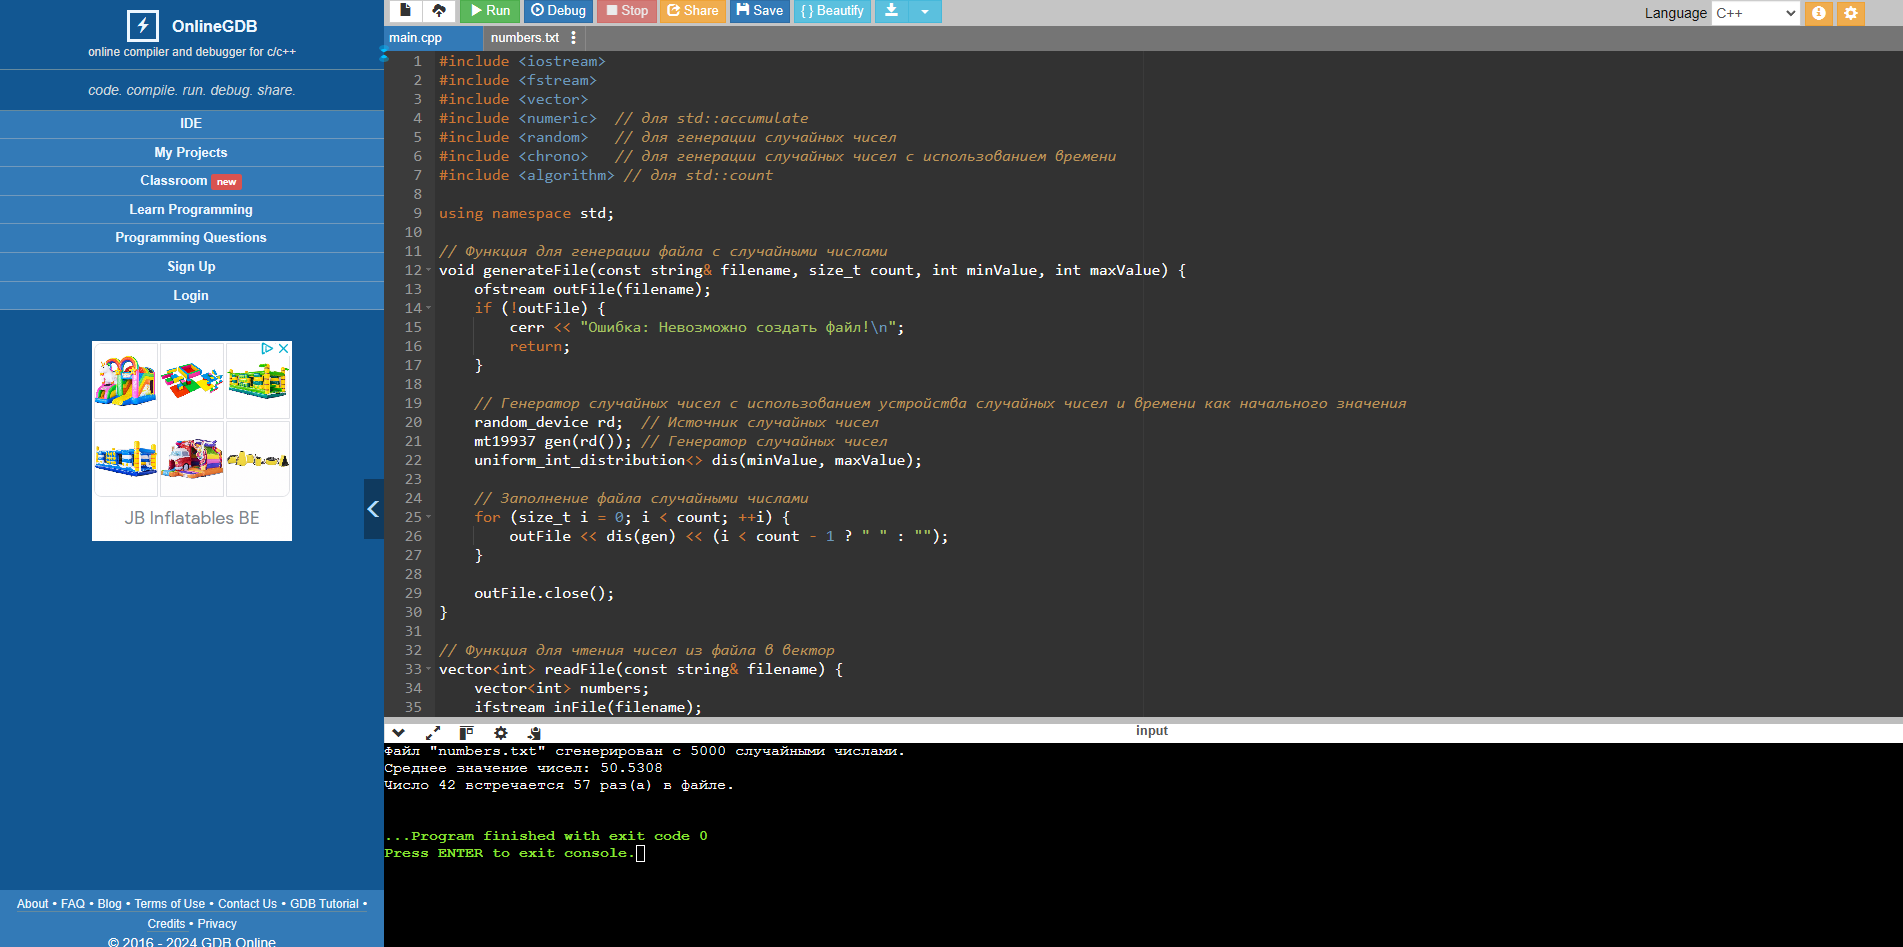 OnlineGDB
online compiler and debugger for c/c++
code. compile. run. debug. share.
IDE
My Projects
Classroom new
Learn Programming
Programming Questions
Sign Up
Login
JB Inflatables BE
About • FAQ • Blog • Terms of Use • Contact Us • GDB Tutorial •
Credits • Privacy
© 2016 - 2024 GDB Online
Run Debug Stop Share Save { } Beautify
Language C++
main.cpp numbers.txt
1 #include <iostream>
2 #include <fstream>
3 #include <vector>
4 #include <numeric>  // для std::accumulate
5 #include <random>   // для генерации случайных чисел
6 #include <chrono>   // для генерации случайных чисел с использованием времени
7 #include <algorithm> // для std::count
8
9 using namespace std;
10
11 // Функция для генерации файла с случайными числами
12 void generateFile(const string& filename, size_t count, int minValue, int maxValue) {
13     ofstream outFile(filename);
14     if (!outFile) {
15         cerr << "Ошибка: Невозможно создать файл!\n";
16         return;
17     }
18
19     // Генератор случайных чисел с использованием устройства случайных чисел и времени как начального значения
20     random_device rd;  // Источник случайных чисел
21     mt19937 gen(rd()); // Генератор случайных чисел
22     uniform_int_distribution<> dis(minValue, maxValue);
23
24     // Заполнение файла случайными числами
25     for (size_t i = 0; i < count; ++i) {
26         outFile << dis(gen) << (i < count - 1 ? " " : "");
27     }
28
29     outFile.close();
30 }
31
32 // Функция для чтения чисел из файла в вектор
33 vector<int> readFile(const string& filename) {
34     vector<int> numbers;
35     ifstream inFile(filename);
input
Файл "numbers.txt" сгенерирован с 5000 случайными числами.
Среднее значение чисел: 50.5308
Число 42 встречается 57 раз(а) в файле.
...Program finished with exit code 0
Press ENTER to exit console.